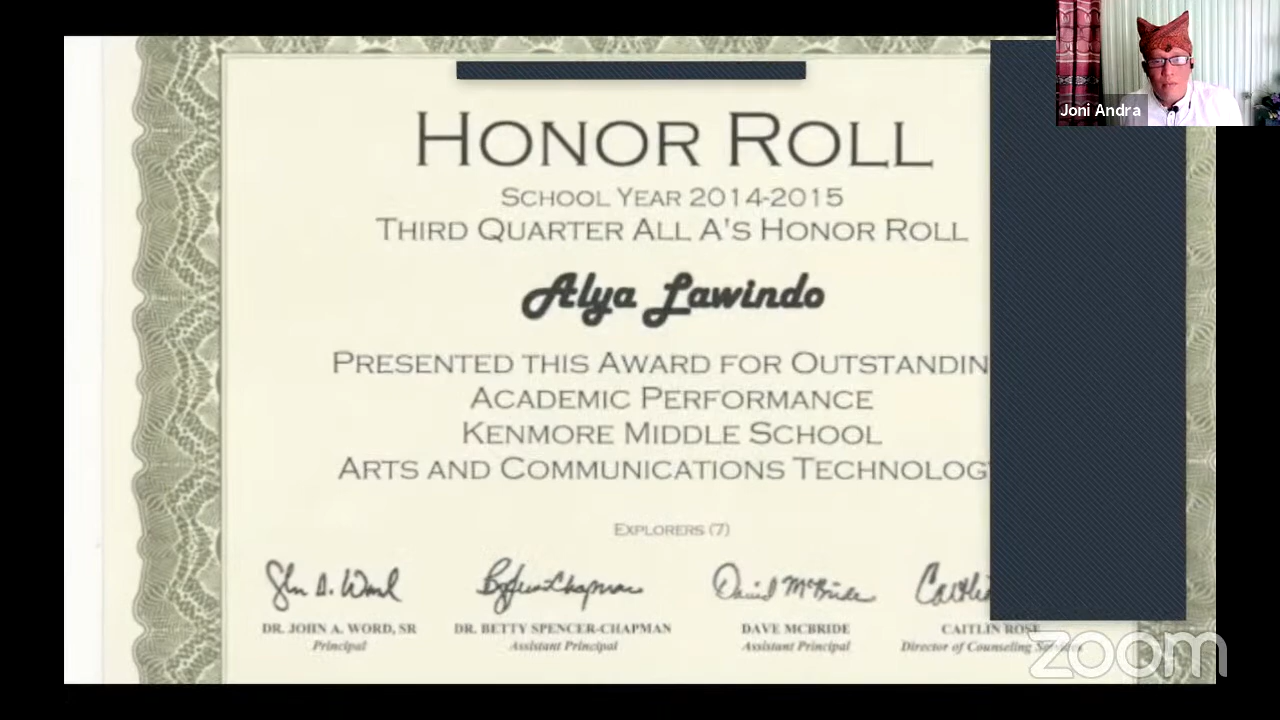 HONOR ROLL
SCHOOL YEAR 2014-2015
THIRD QUARTER ALL A'S HONOR ROLL
Alya Lawindo
PRESENTED THIS AWARD FOR OUTSTANDIN
ACADEMIC PERFORMANCE
KENMORE MIDDLE SCHOOL
ARTS AND COMMUNICATIONS TECHNOLOG
EXPLORERS (7)
DR. JOHN A. WORD, SR DR. BETTY SPENCER-CHAPMAN DAVE MCBRIDE CAITLIN ROSE
Principal Assistant Principal Assistant Principal Director of Counseling Services
Joni Andra
zoom